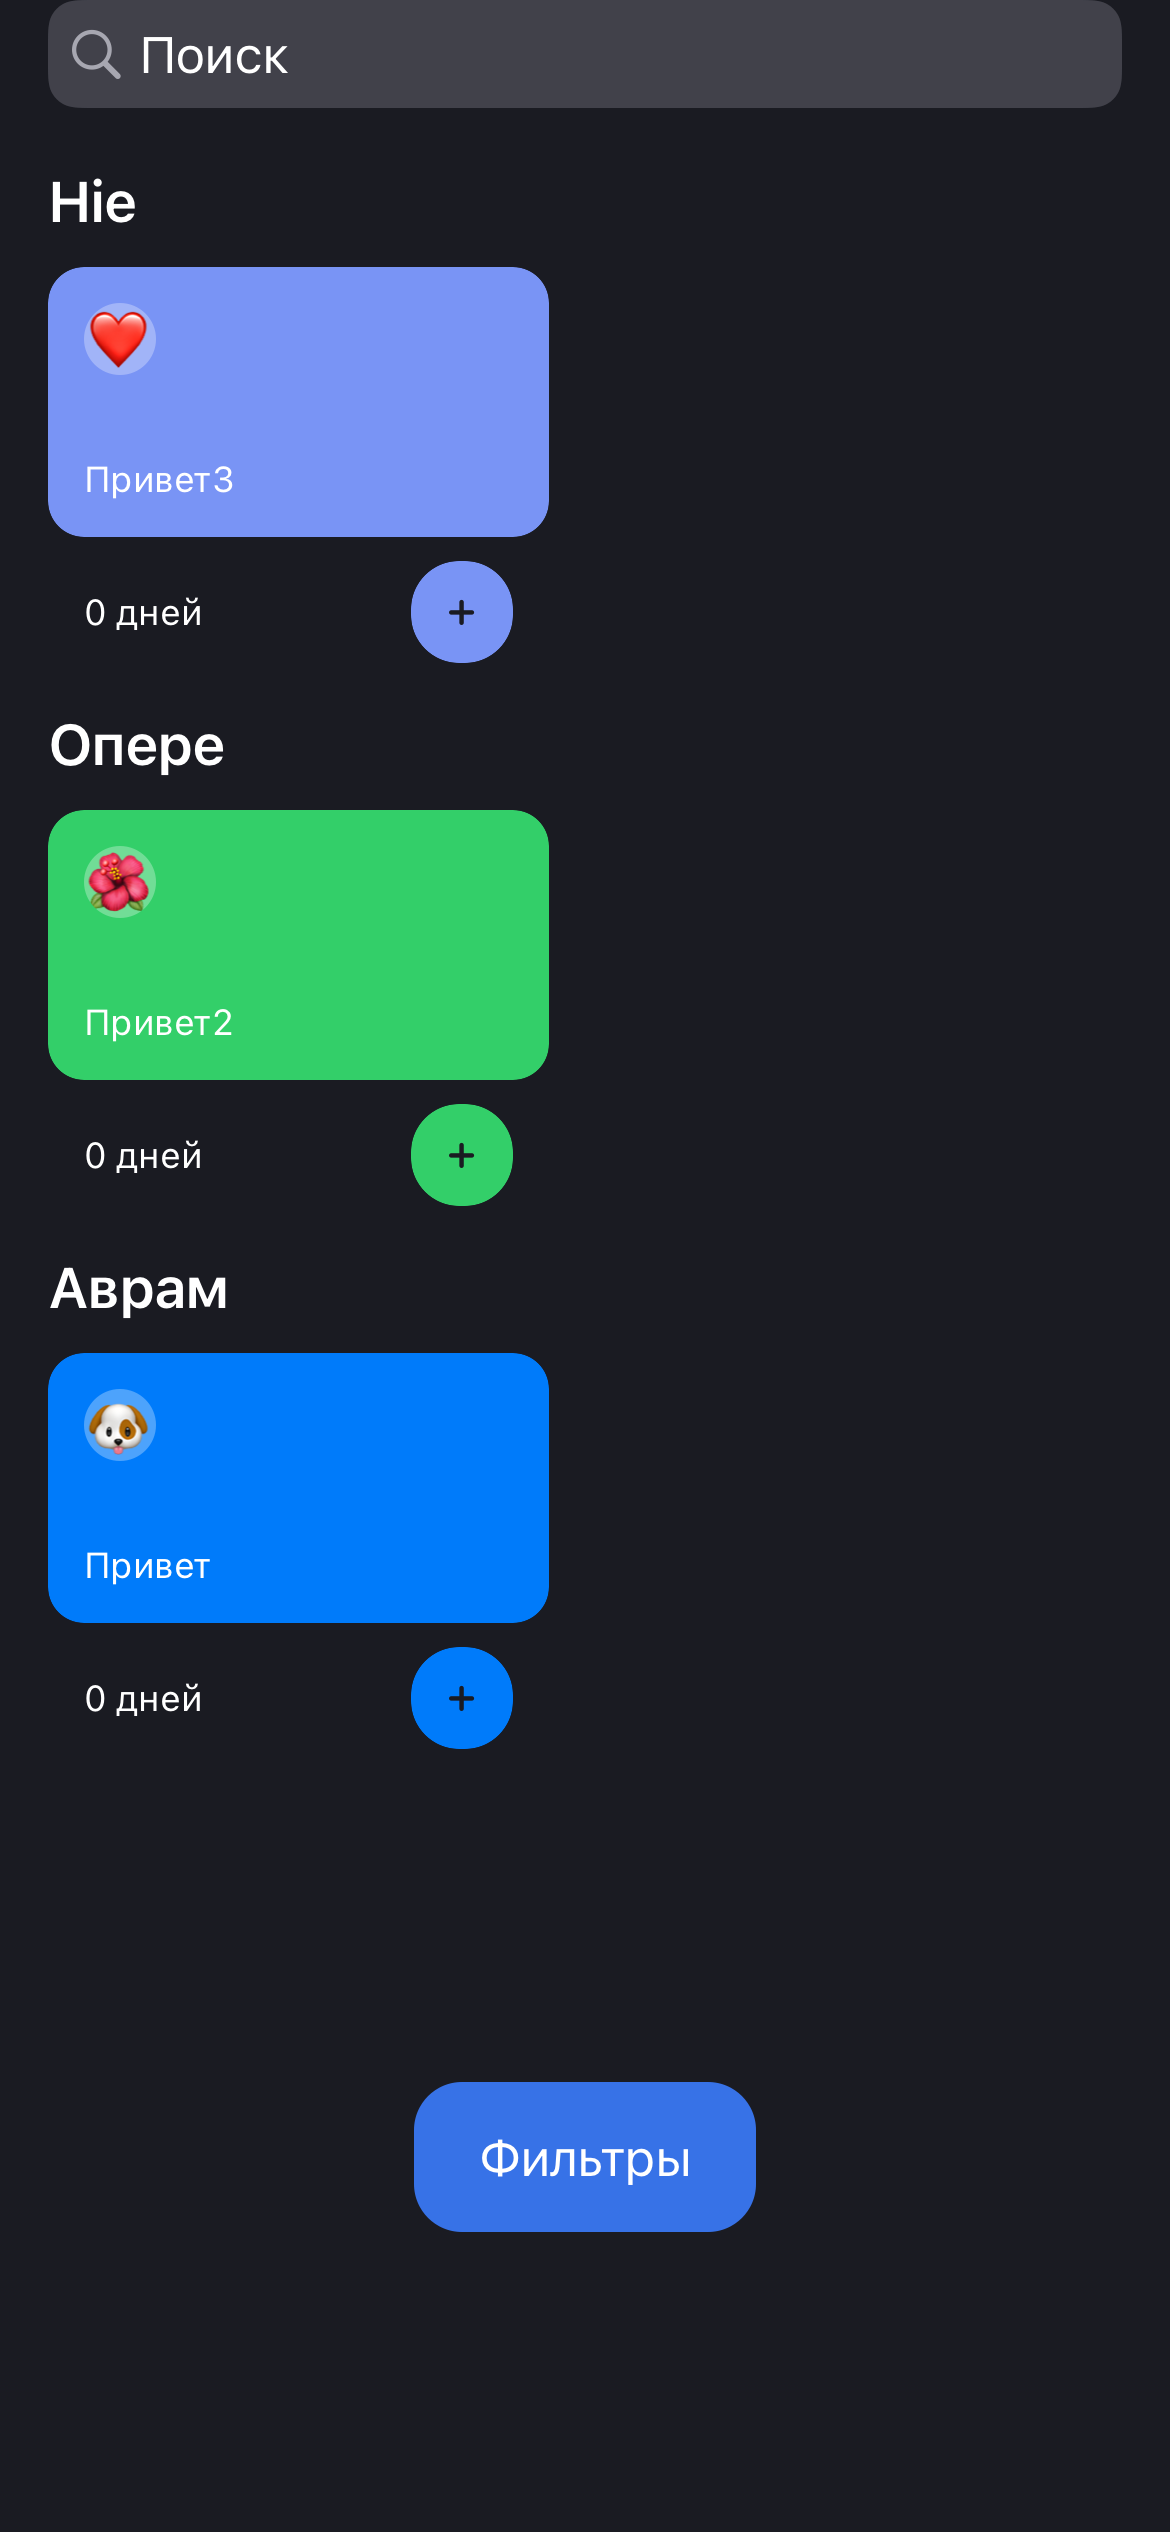 Поиск
Hie
Привет3
0 дней
Опере
Привет2
0 дней
Аврам
Привет
0 дней
Фильтры